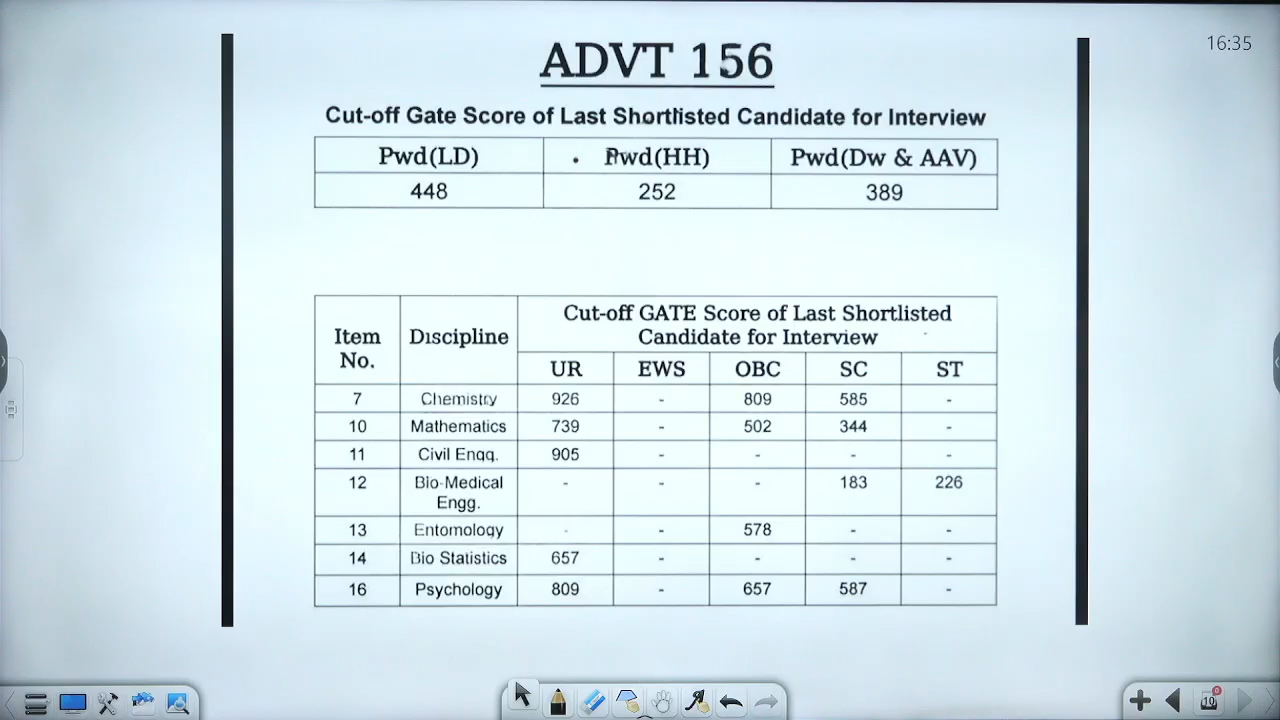 16:35
ADVT 156
Cut-off Gate Score of Last Shortlisted Candidate for Interview
Pwd(LD) Pwd(HH) Pwd(Dw & AAV)
448 252 389
Item No. Discipline Cut-off GATE Score of Last Shortlisted Candidate for Interview
UR EWS OBC SC ST
7 Chemistry 926 - 809 585 -
10 Mathematics 739 - 502 344 -
11 Civil Engg. 905 - - - -
12 Bio-Medical Engg. - - - 183 226
13 Entomology - - 578 - -
14 Bio Statistics 657 - - - -
16 Psychology 809 - 657 587 -
10